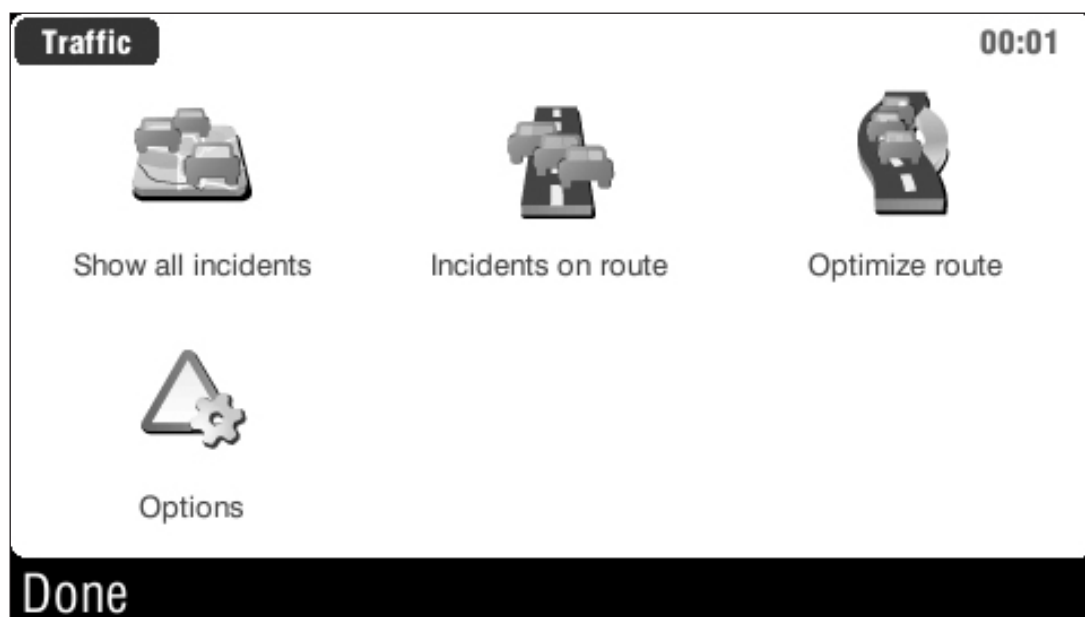 Traffic
00:01
Show all incidents
Incidents on route
Optimize route
Options
Done